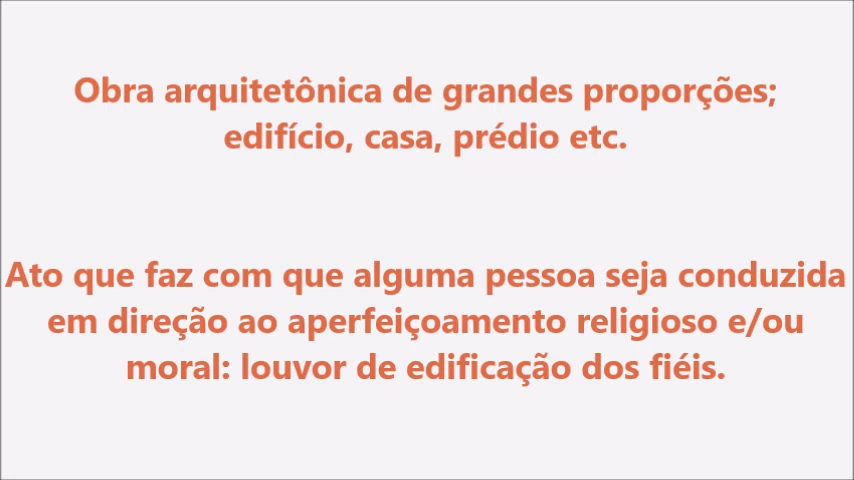 Obra arquitetônica de grandes proporções;
edifício, casa, prédio etc.
Ato que faz com que alguma pessoa seja conduzida
em direção ao aperfeiçoamento religioso e/ou
moral: louvor de edificação dos fiéis.